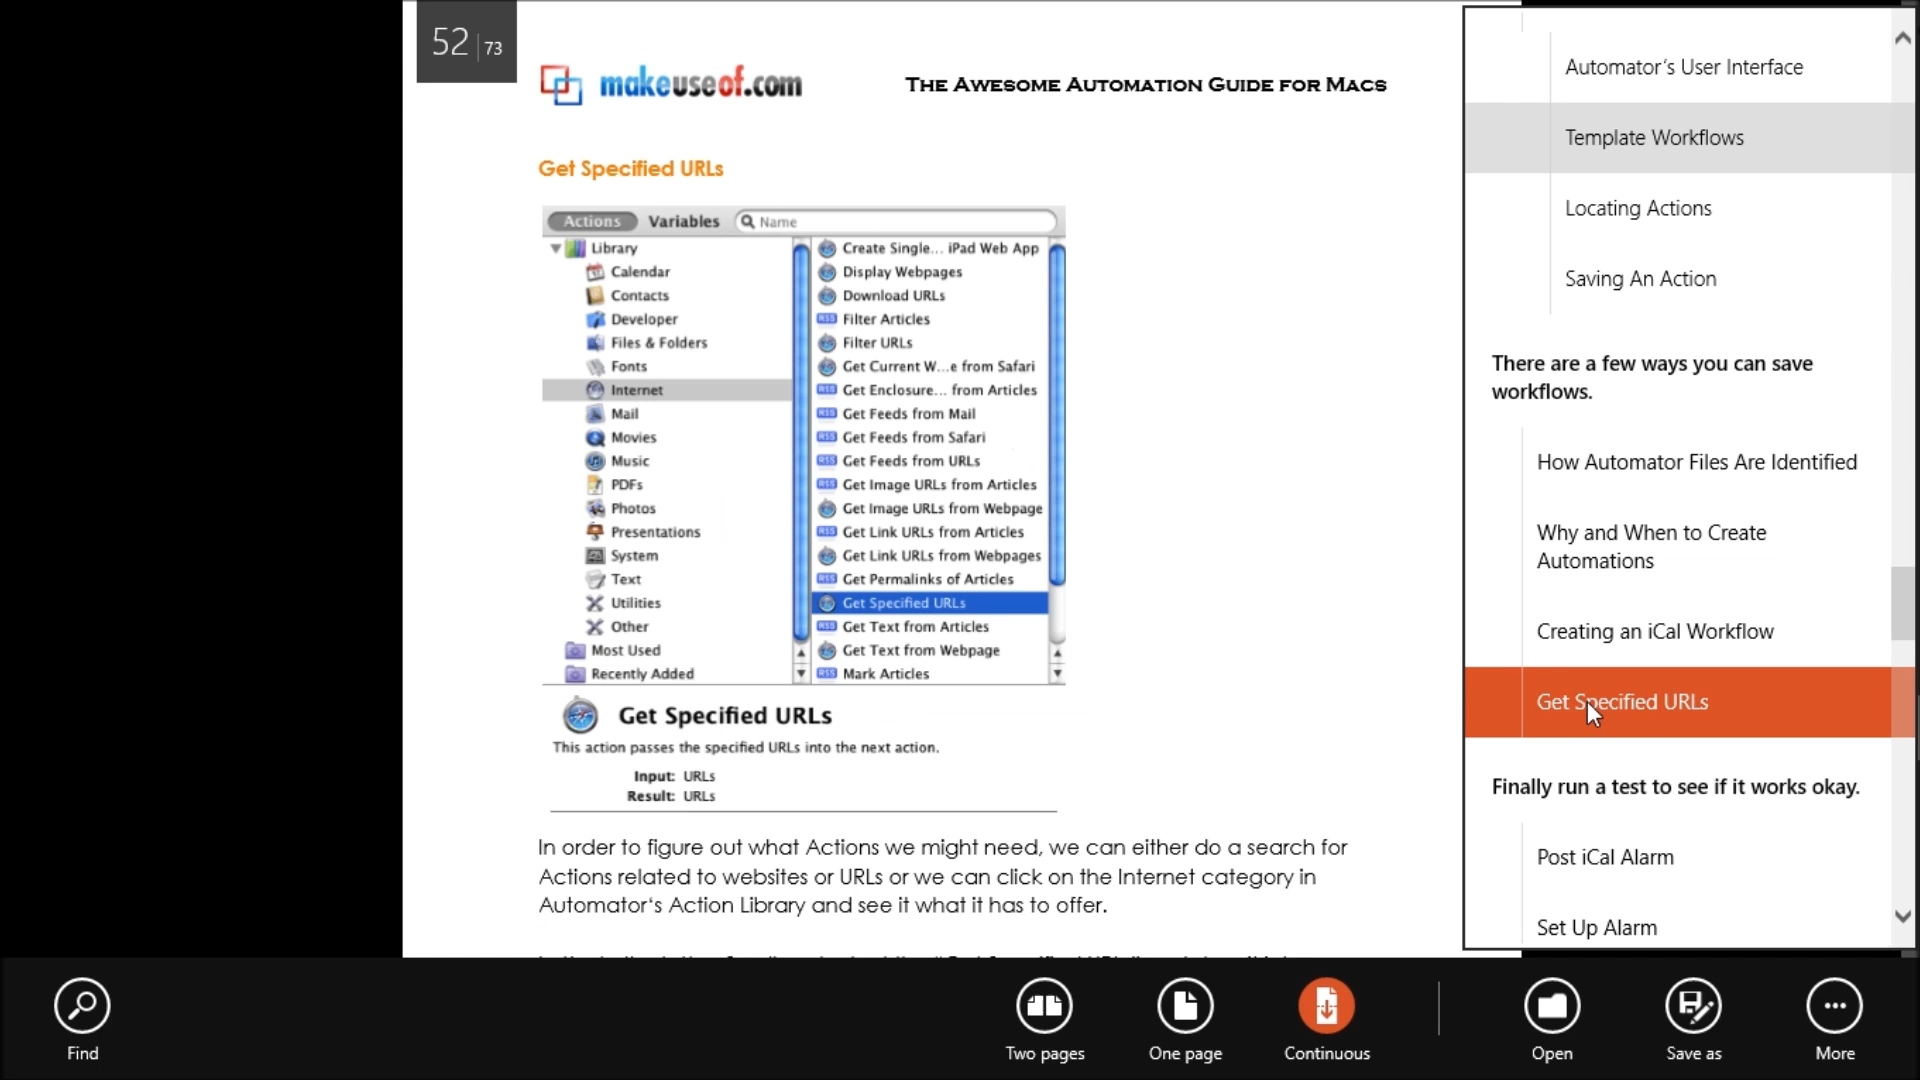 52 | 73
makeuseof.com
THE AWESOME AUTOMATION GUIDE FOR MACS
Get Specified URLs
Actions Variables Name
Library
Calendar
Contacts
Developer
Files & Folders
Fonts
Internet
Mail
Movies
Music
PDFs
Photos
Presentations
System
Text
Utilities
Other
Most Used
Recently Added
Create Single... iPad Web App
Display Webpages
Download URLs
RSS Filter Articles
Filter URLs
Get Current W...e from Safari
RSS Get Enclosure... from Articles
RSS Get Feeds from Mail
RSS Get Feeds from Safari
RSS Get Feeds from URLs
RSS Get Image URLs from Articles
Get Image URLs from Webpage
RSS Get Link URLs from Articles
Get Link URLs from Webpages
RSS Get Permalinks of Articles
Get Specified URLs
RSS Get Text from Articles
Get Text from Webpage
RSS Mark Articles
Get Specified URLs
This action passes the specified URLs into the next action.
Input: URLs
Result: URLs
In order to figure out what Actions we might need, we can either do a search for
Actions related to websites or URLs or we can click on the Internet category in
Automator‘s Action Library and see it what it has to offer.
Automator’s User Interface
Template Workflows
Locating Actions
Saving An Action
There are a few ways you can save
workflows.
How Automator Files Are Identified
Why and When to Create
Automations
Creating an iCal Workflow
Get Specified URLs
Finally run a test to see if it works okay.
Post iCal Alarm
Set Up Alarm
Find
Two pages
One page
Continuous
Open
Save as
More